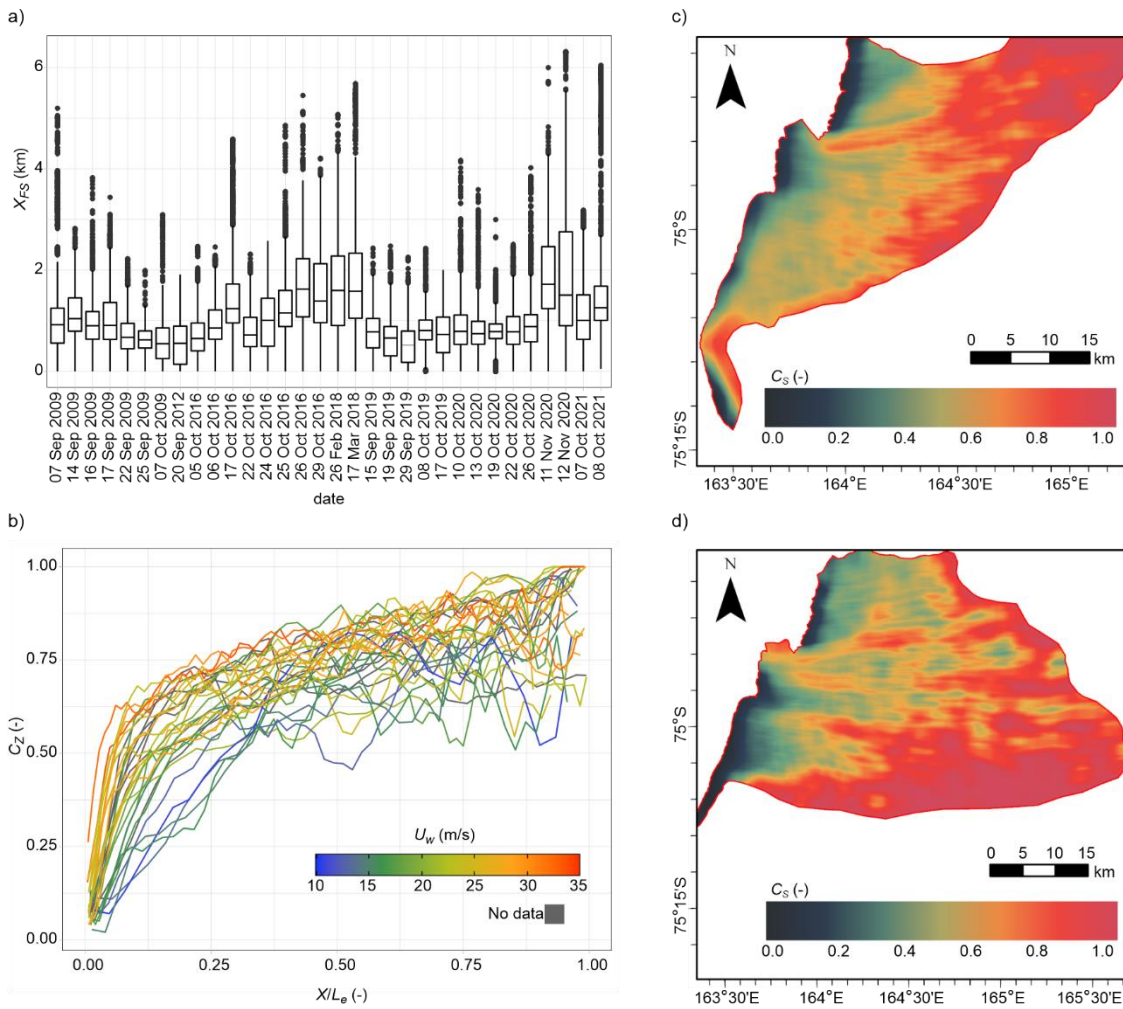 a)
X_FS (km)
6
4
2
0
07 Sep 2009
14 Sep 2009
16 Sep 2009
17 Sep 2009
22 Sep 2009
25 Sep 2009
07 Oct 2009
20 Sep 2012
05 Oct 2016
06 Oct 2016
17 Oct 2016
22 Oct 2016
24 Oct 2016
25 Oct 2016
26 Oct 2016
29 Oct 2016
26 Feb 2018
17 Mar 2018
15 Sep 2019
19 Sep 2019
29 Sep 2019
08 Oct 2019
17 Oct 2019
10 Oct 2020
13 Oct 2020
19 Oct 2020
22 Oct 2020
26 Oct 2020
11 Nov 2020
12 Nov 2020
07 Oct 2021
08 Oct 2021
date
b)
C_Z (-)
1.00
0.75
0.50
0.25
0.00
U_w (m/s)
10 15 20 25 30 35
No data
0.00 0.25 0.50 0.75 1.00
X/L_e (-)
c)
N
75°S
75°15'S
0 5 10 15
km
C_S (-)
0.0 0.2 0.4 0.6 0.8 1.0
163°30'E 164°E 164°30'E 165°E
d)
N
75°S
75°15'S
0 5 10 15
km
C_S (-)
0.0 0.2 0.4 0.6 0.8 1.0
163°30'E 164°E 164°30'E 165°E 165°30'E